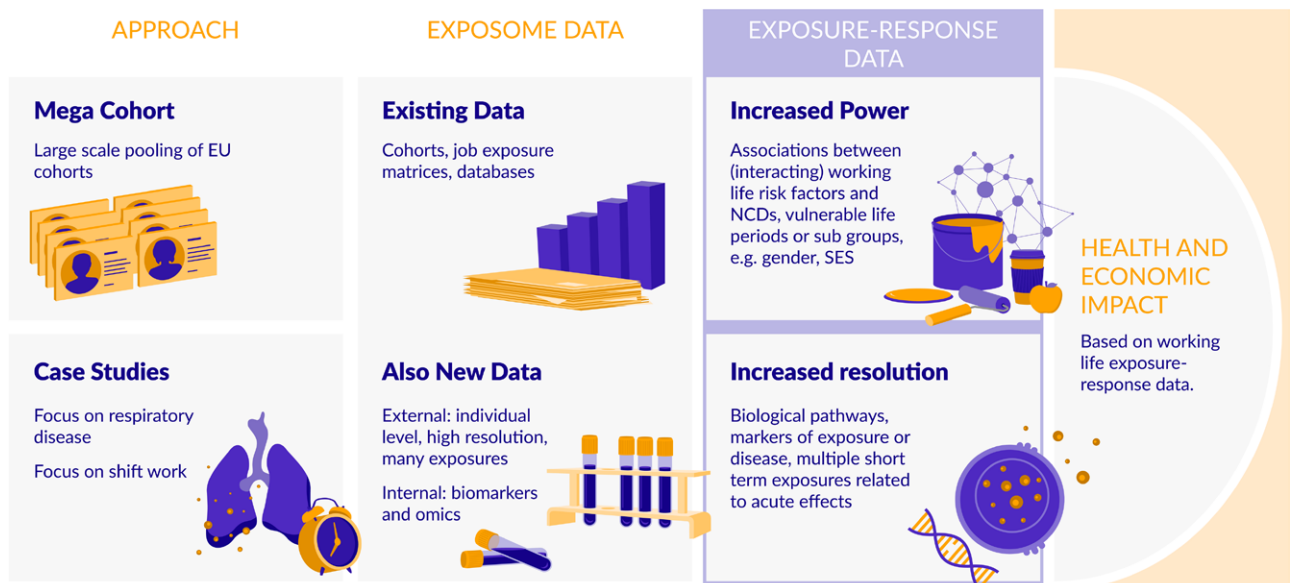 APPROACH
EXPOSOME DATA
EXPOSURE-RESPONSE
DATA
Mega Cohort
Large scale pooling of EU
cohorts
Existing Data
Cohorts, job exposure
matrices, databases
Increased Power
Associations between
(interacting) working
life risk factors and
NCDs, vulnerable life
periods or sub groups,
e.g. gender, SES
Case Studies
Focus on respiratory
disease
Focus on shift work
Also New Data
External: individual
level, high resolution,
many exposures
Internal: biomarkers
and omics
Increased resolution
Biological pathways,
markers of exposure or
disease, multiple short
term exposures related
to acute effects
HEALTH AND
ECONOMIC
IMPACT
Based on working
life exposure-
response data.